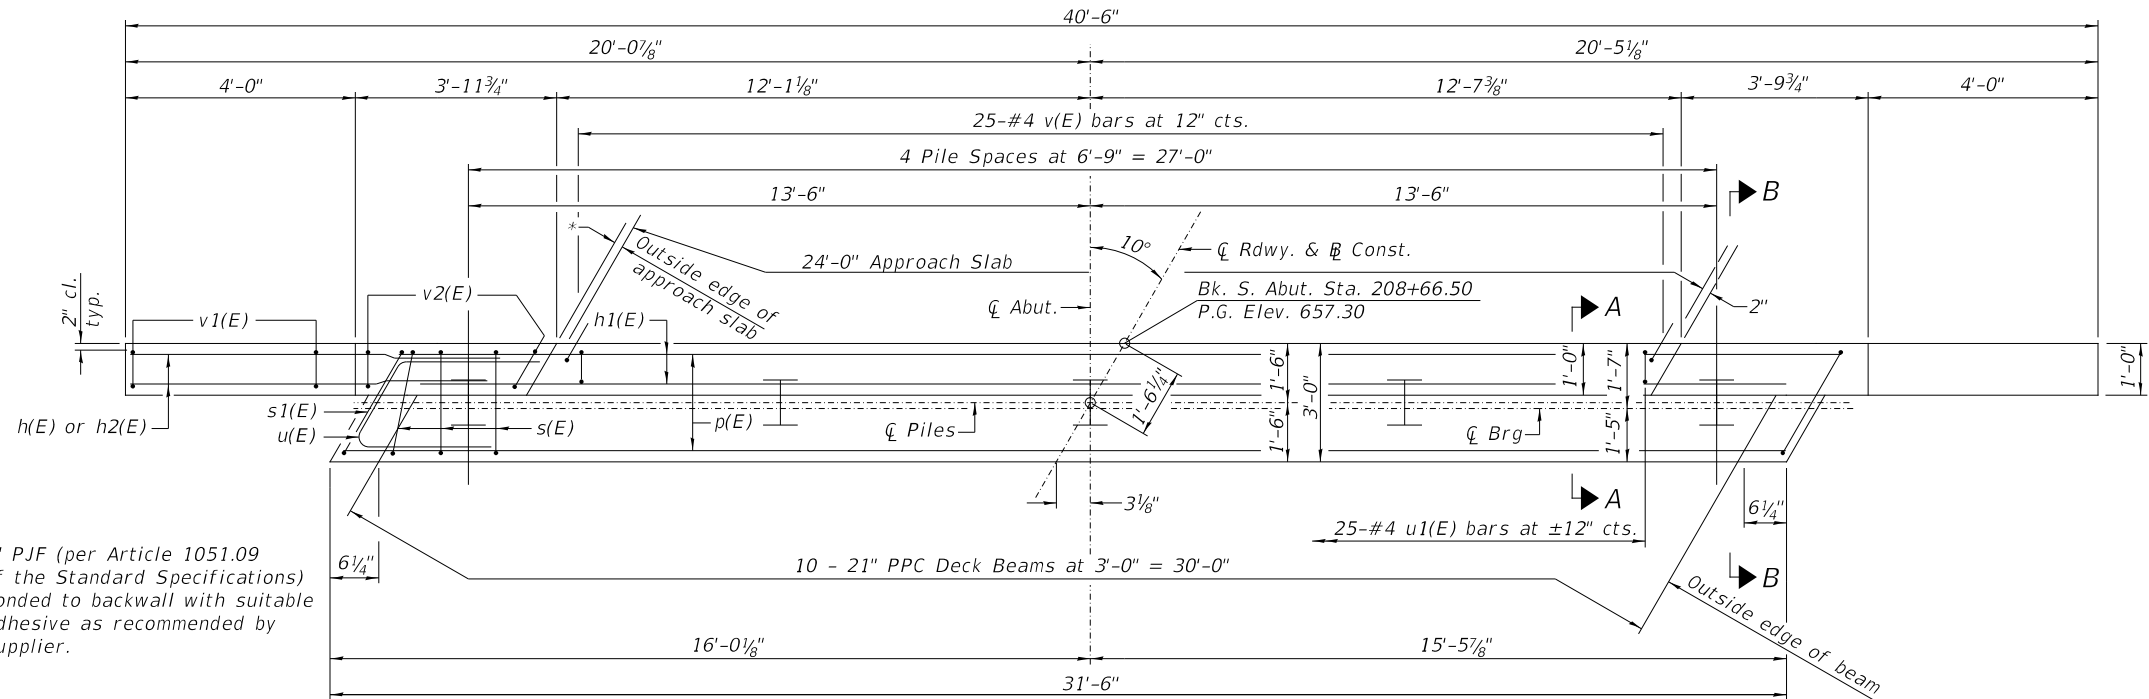 40'-6"
20'-0⅞"
20'-5⅛"
4'-0"
3'-11¾"
12'-1⅛"
12'-7⅜"
3'-9¾"
4'-0"
25-#4 v(E) bars at 12" cts.
4 Pile Spaces at 6'-9" = 27'-0"
13'-6"
13'-6"
B
*
Outside edge of
approach slab
24'-0" Approach Slab
10°
℄ Rdwy. & B Const.
2" cl.
typ.
v2(E)
℄ Abut.
Bk. S. Abut. Sta. 208+66.50
P.G. Elev. 657.30
A
2"
v1(E)
h1(E)
1'-6"
1'-6"
3'-0"
1'-0"
1'-7"
1'-5"
1'-0"
1'-6¼"
s1(E)
u(E)
h(E) or h2(E)
s(E)
p(E)
℄ Piles
℄ Brg
A
3⅛"
6¼"
25-#4 u1(E) bars at ±12" cts.
PJF (per Article 1051.09
the Standard Specifications)
onded to backwall with suitable
dhesive as recommended by
upplier.
6¼"
10 - 21" PPC Deck Beams at 3'-0" = 30'-0"
B
Outside edge of beam
16'-0⅛"
15'-5⅞"
31'-6"